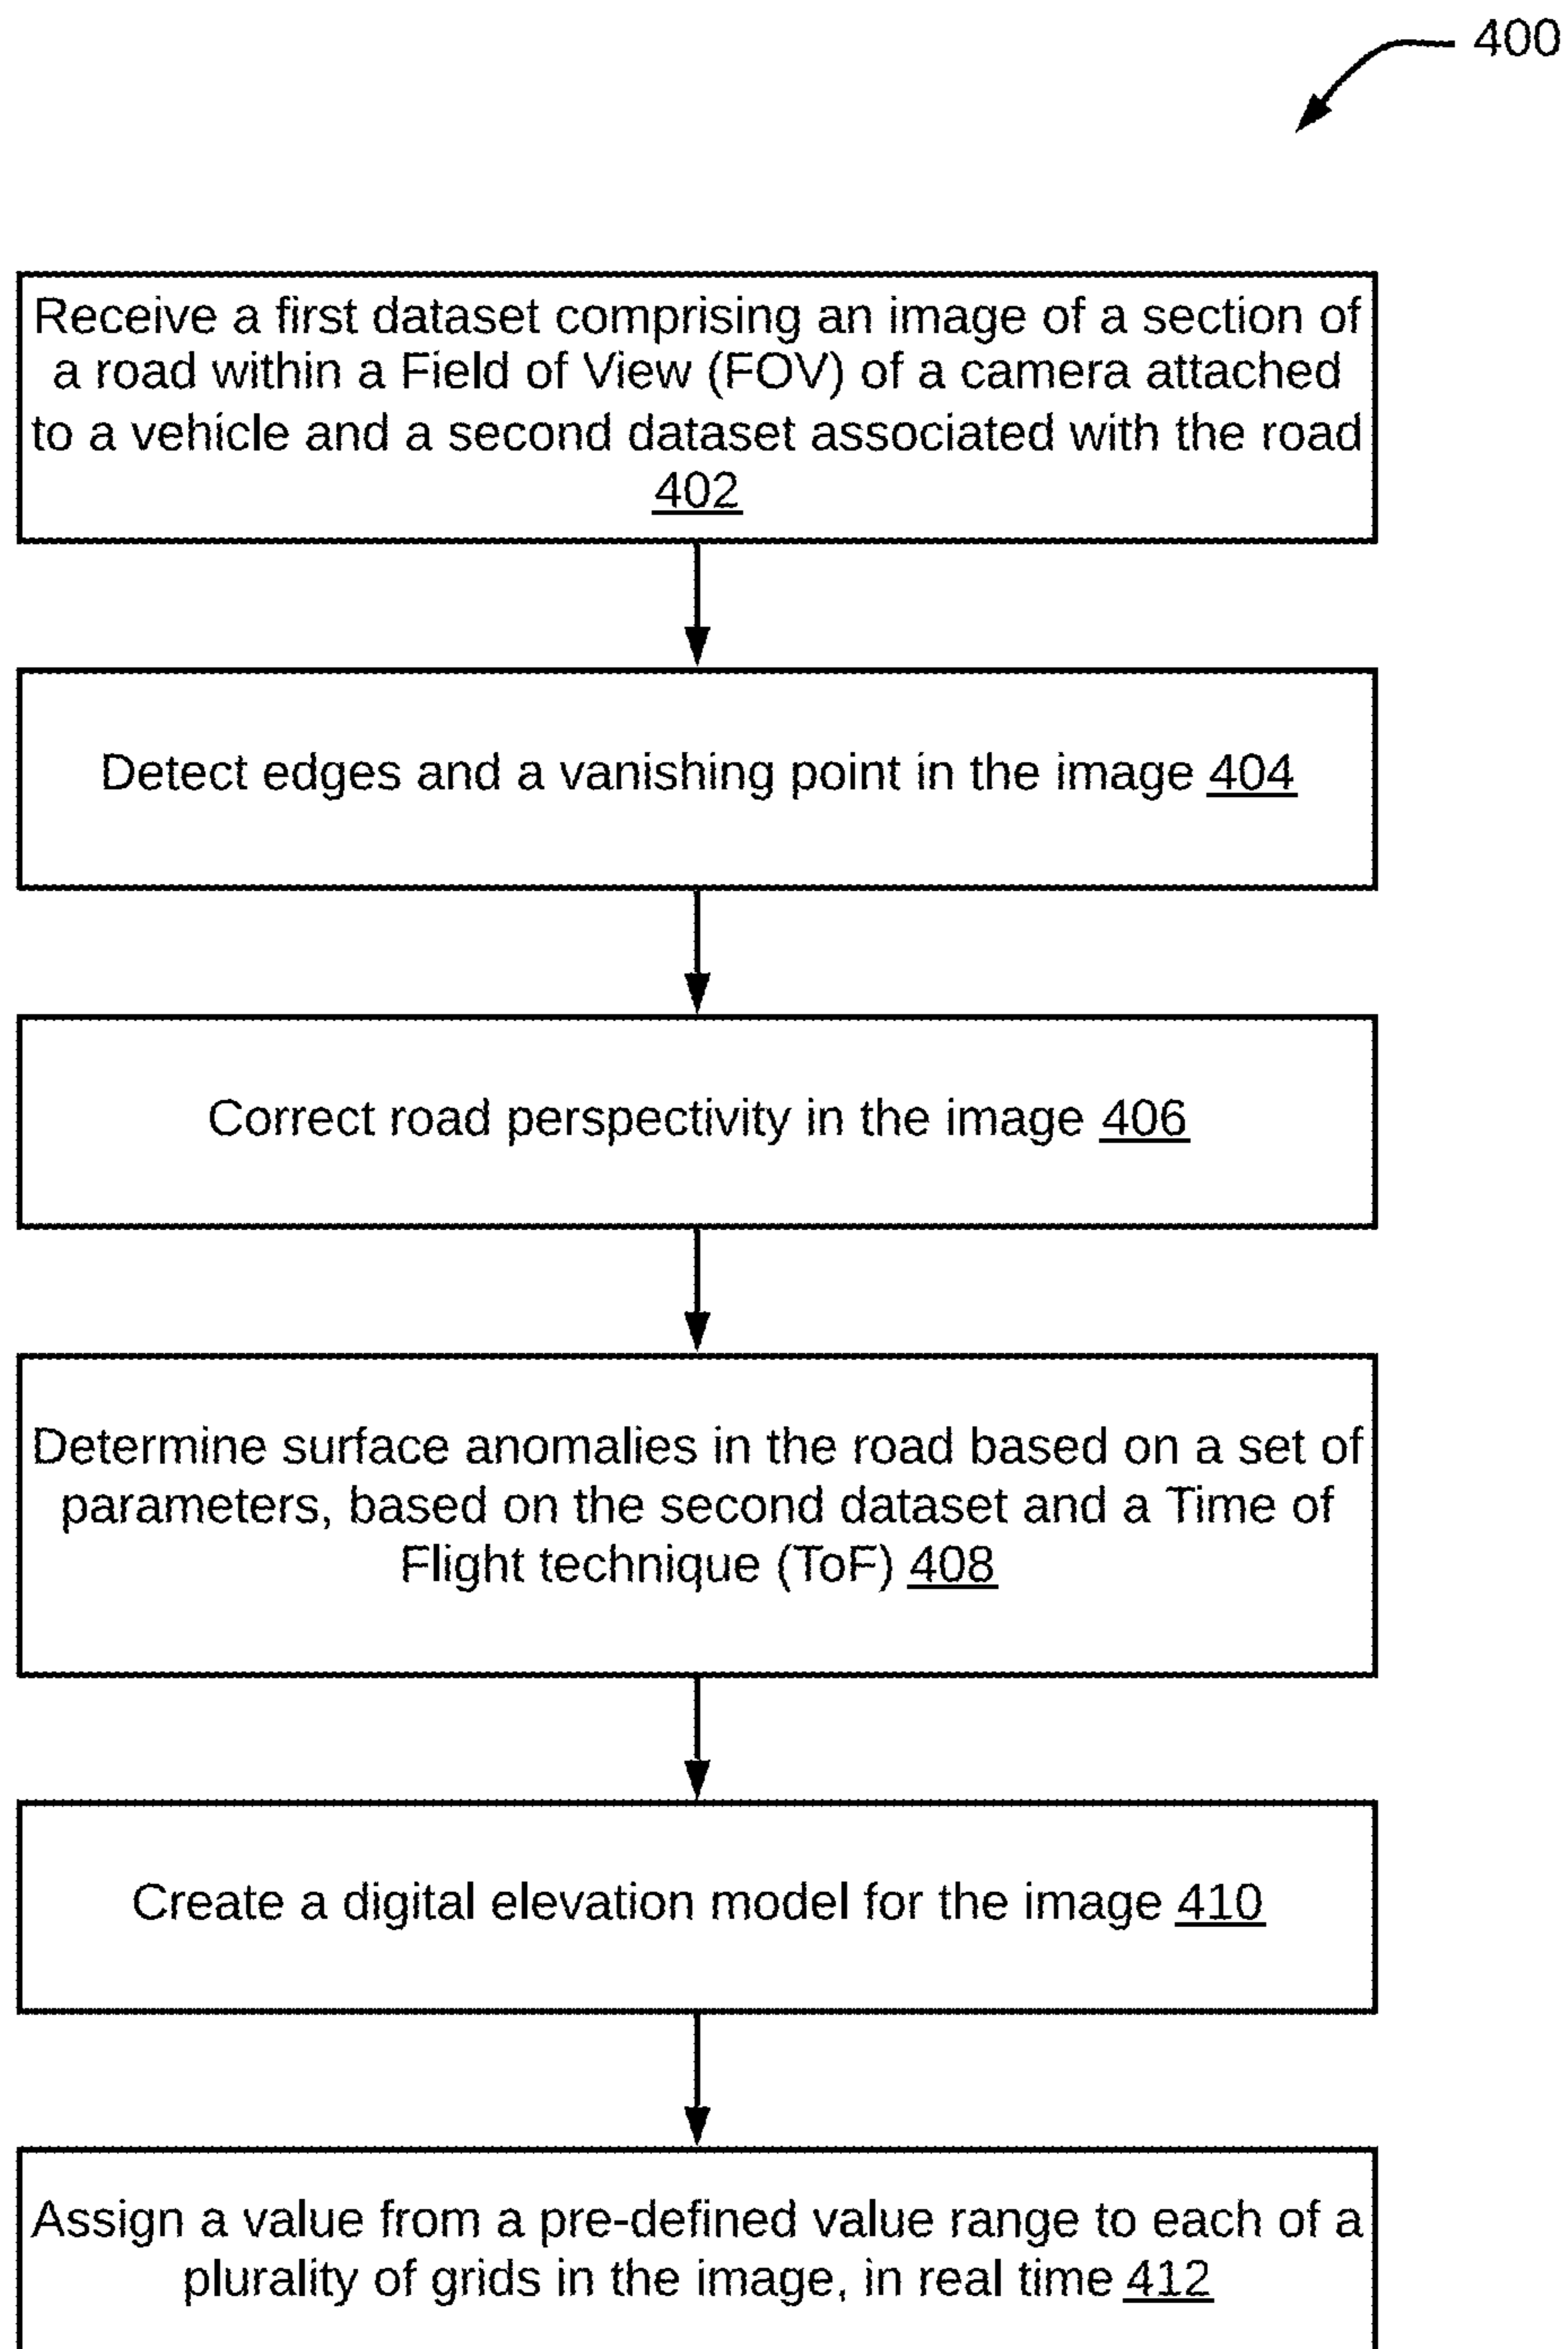 400
Receive a first dataset comprising an image of a section of
a road within a Field of View (FOV) of a camera attached
to a vehicle and a second dataset associated with the road
402
Detect edges and a vanishing point in the image 404
Correct road perspectivity in the image 406
Determine surface anomalies in the road based on a set of
parameters, based on the second dataset and a Time of
Flight technique (ToF) 408
Create a digital elevation model for the image 410
Assign a value from a pre-defined value range to each of a
plurality of grids in the image, in real time 412